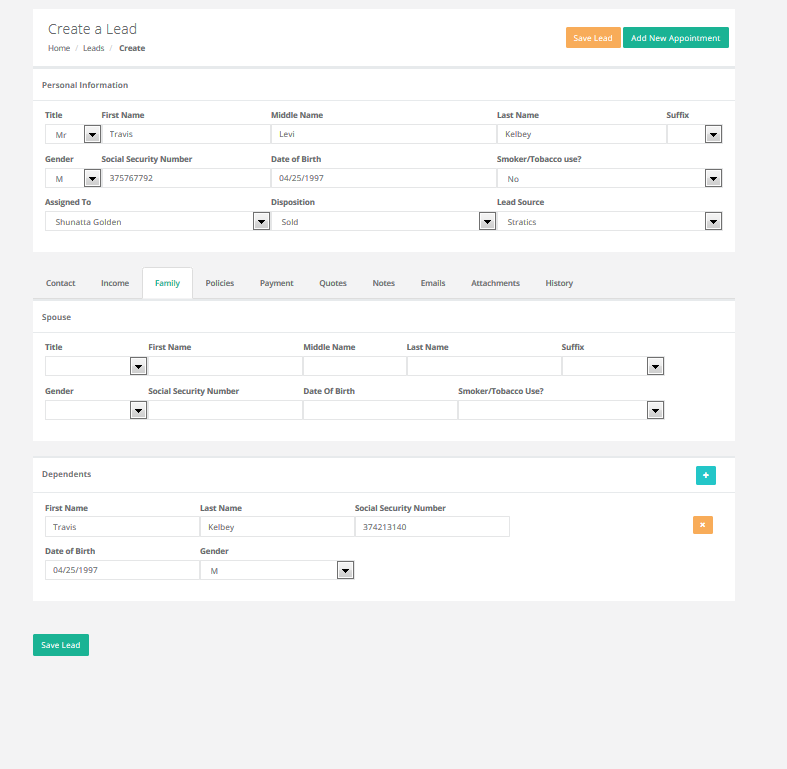 Create a Lead
Home / Leads / Create
Save Lead
Add New Appointment
Personal Information
Title First Name Middle Name Last Name Suffix
Mr Travis Levi Kelbey
Gender Social Security Number Date of Birth Smoker/Tobacco use?
M 375767792 04/25/1997 No
Assigned To Disposition Lead Source
Shunatta Golden Sold Stratics
Contact Income Family Policies Payment Quotes Notes Emails Attachments History
Spouse
Title First Name Middle Name Last Name Suffix
Gender Social Security Number Date Of Birth Smoker/Tobacco Use?
Dependents
First Name Last Name Social Security Number
Travis Kelbey 374213140
Date of Birth Gender
04/25/1997 M
Save Lead